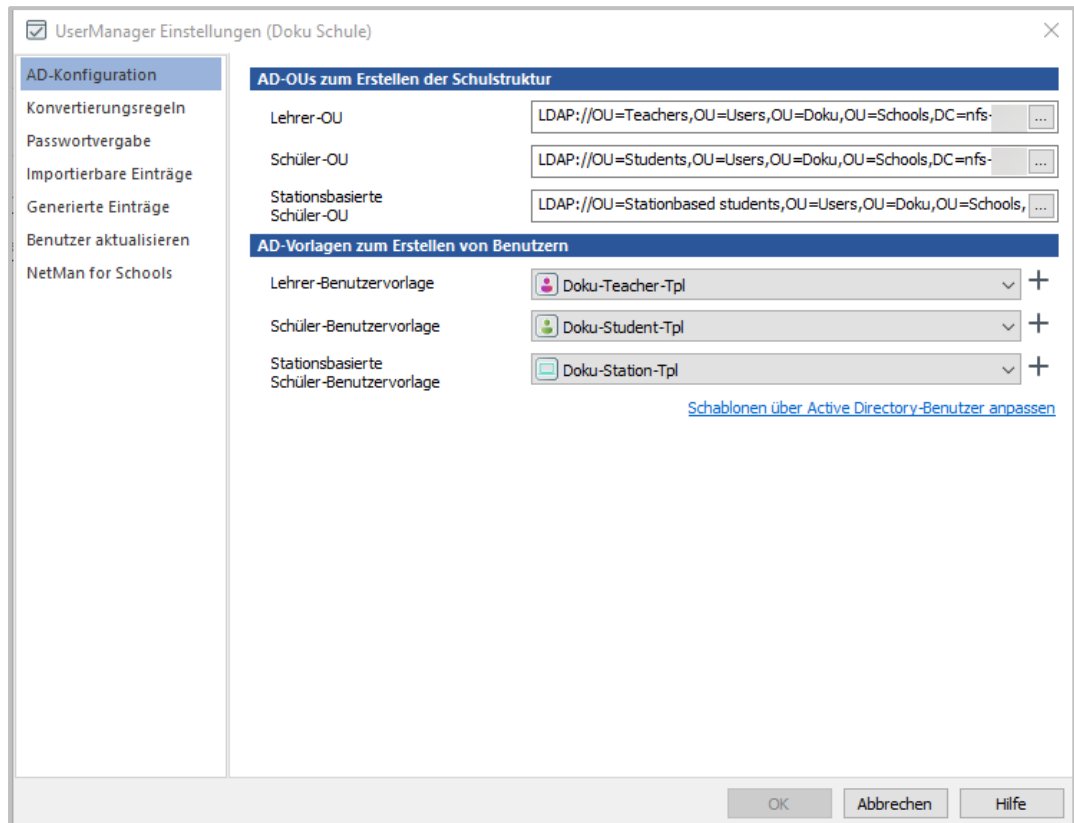 UserManager Einstellungen (Doku Schule)
AD-Konfiguration
Konvertierungsregeln
Passwortvergabe
Importierbare Einträge
Generierte Einträge
Benutzer aktualisieren
NetMan for Schools
AD-OUs zum Erstellen der Schulstruktur
Lehrer-OU
LDAP://OU=Teachers,OU=Users,OU=Doku,OU=Schools,DC=nfs-
...
Schüler-OU
LDAP://OU=Students,OU=Users,OU=Doku,OU=Schools,DC=nfs-
...
Stationsbasierte
Schüler-OU
LDAP://OU=Stationbased students,OU=Users,OU=Doku,OU=Schools,
...
AD-Vorlagen zum Erstellen von Benutzern
Lehrer-Benutzervorlage
Doku-Teacher-Tpl
Schüler-Benutzervorlage
Doku-Student-Tpl
Stationsbasierte
Schüler-Benutzervorlage
Doku-Station-Tpl
Schablonen über Active Directory-Benutzer anpassen
OK
Abbrechen
Hilfe